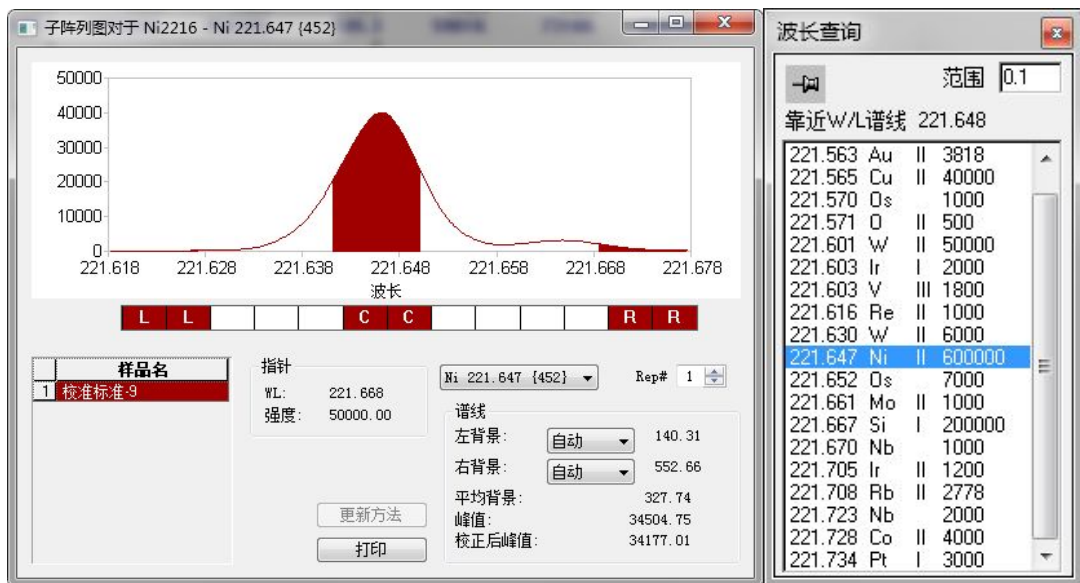 子阵列图对于 Ni2216 - Ni 221.647 {452}
50000
40000
30000
20000
10000
0
221.618 221.628 221.638 221.648 221.658 221.668 221.678
波长
L L C C R R
样品名
1 校准标准-9
指针
WL: 221.668
强度: 50000.00
Ni 221.647 {452}
Rep# 1
谱线
左背景: 自动 140.31
右背景: 自动 552.66
平均背景: 327.74
峰值: 34504.75
校正后峰值: 34177.01
更新方法
打印
波长查询
范围 0.1
靠近W/L谱线 221.648
221.563 Au II 3818
221.565 Cu II 40000
221.570 Os 1000
221.571 O II 500
221.601 W II 50000
221.603 Ir I 2000
221.603 V III 1800
221.616 Re II 1000
221.630 W II 6000
221.647 Ni II 600000
221.652 Os 7000
221.661 Mo II 1000
221.667 Si I 200000
221.670 Nb 1000
221.705 Ir II 1200
221.708 Rb II 2778
221.723 Nb 2000
221.728 Co II 4000
221.734 Pt I 3000